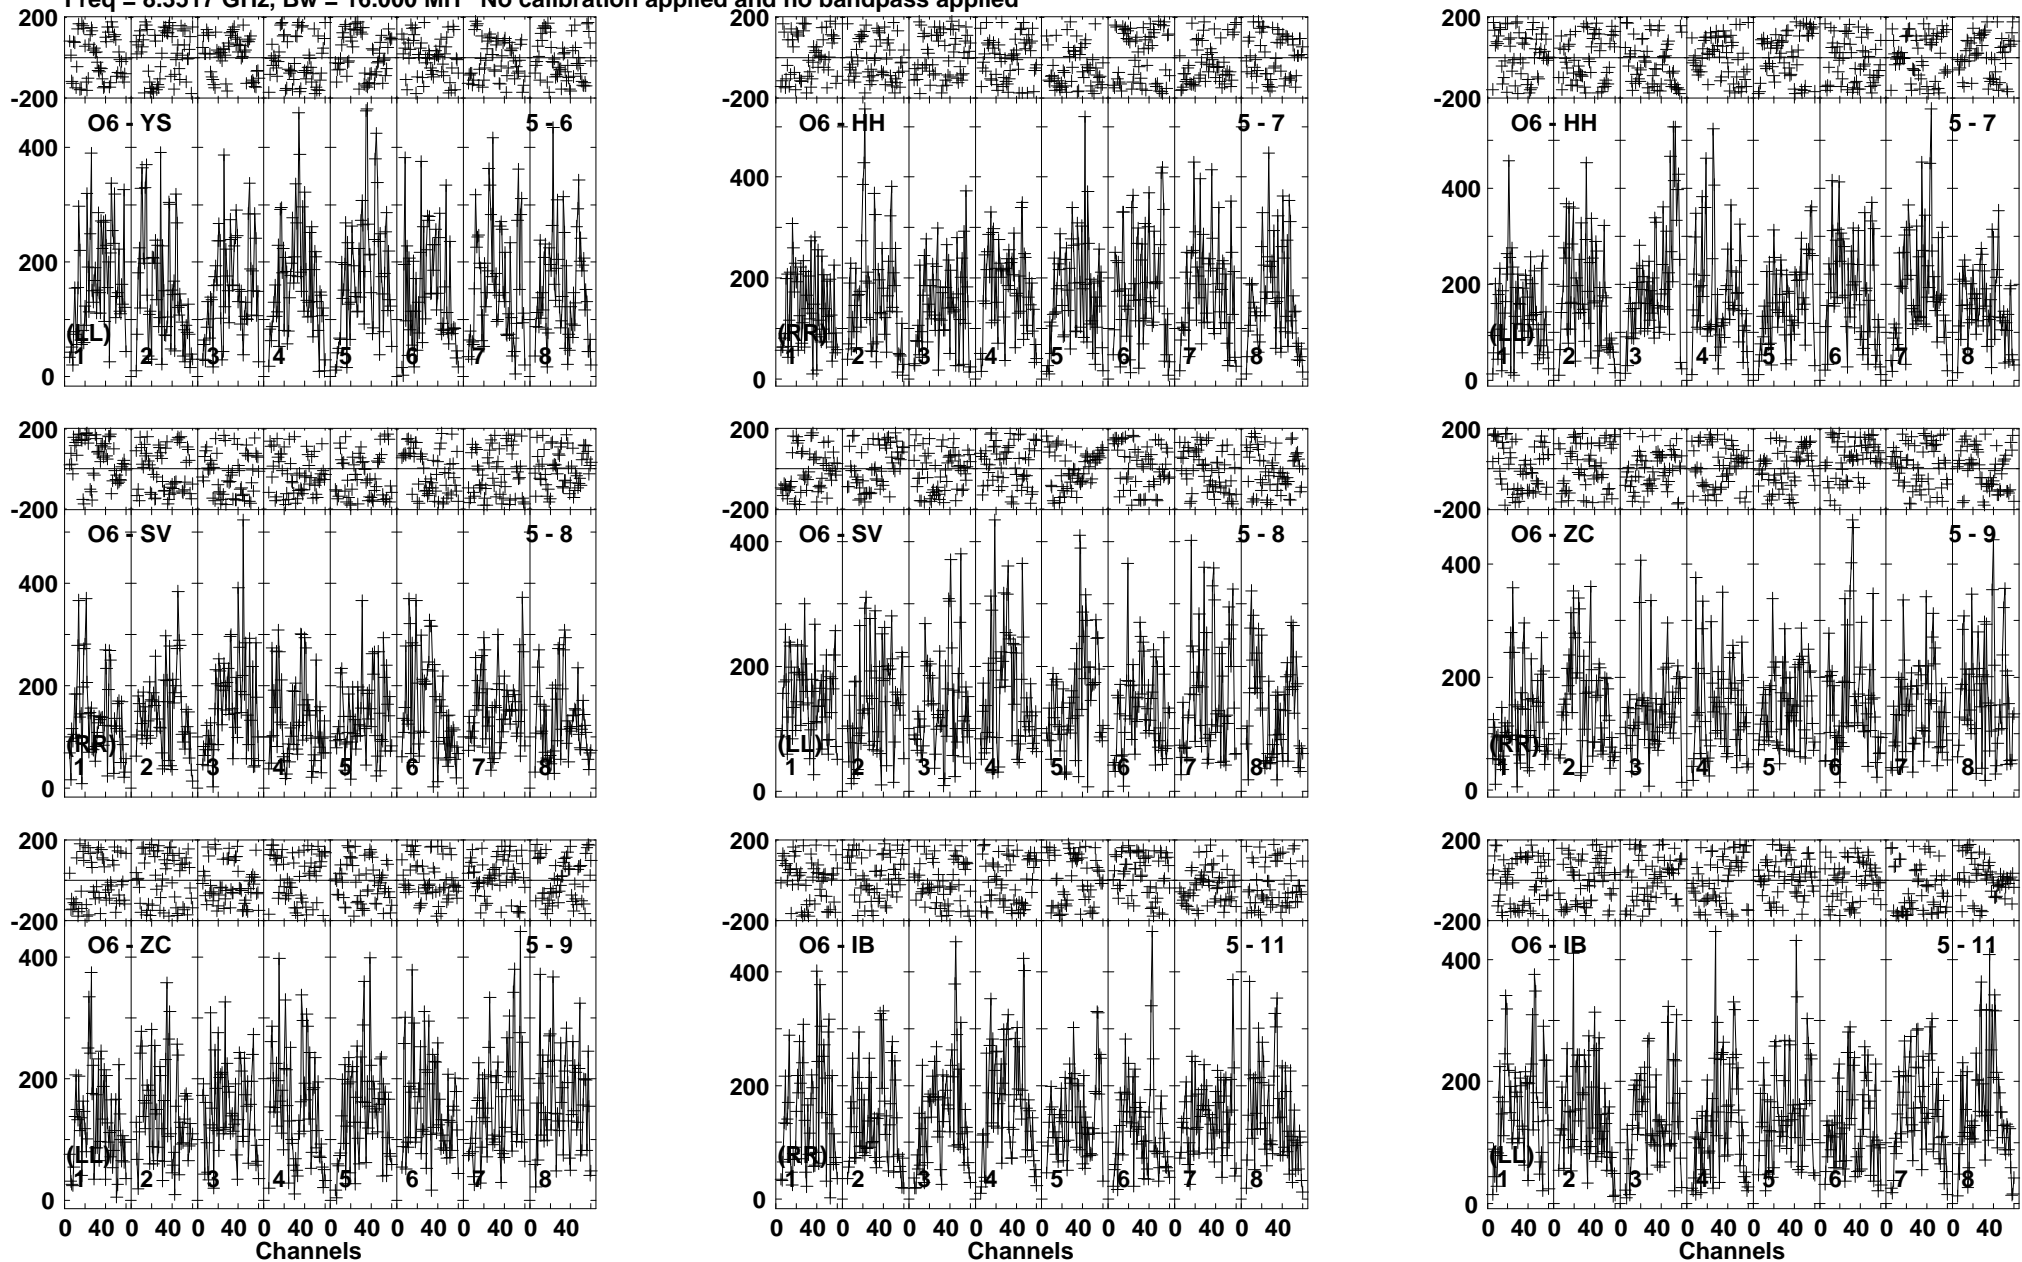 Freq = 8.3517 GHz, Bw = 16.000 MH No calibration applied and no bandpass applied
200 200 200
-200 -200 -200
O6 - YS 5 - 6 O6 - HH 5 - 7 O6 - HH 5 - 7
400 400 400
200 200 200
(LL) (RR) (LL)
1 2 3 4 5 6 7 8 1 2 3 4 5 6 7 8 1 2 3 4 5 6 7 8
0 0 0
200 200 200
-200 -200 -200
O6 - SV 5 - 8 O6 - SV 5 - 8 O6 - ZC 5 - 9
400 400 400
200 200 200
(RR) (LL) (RR)
1 2 3 4 5 6 7 8 1 2 3 4 5 6 7 8 1 2 3 4 5 6 7 8
0 0 0
200 200 200
-200 -200 -200
O6 - ZC 5 - 9 O6 - IB 5 - 11 O6 - IB 5 - 11
400 400 400
200 200 200
(LL) (RR) (LL)
1 2 3 4 5 6 7 8 1 2 3 4 5 6 7 8 1 2 3 4 5 6 7 8
0 0 0
0 40 0 40 0 40 0 40 0 40 0 40 0 40 0 40 0 40 0 40 0 40 0 40 0 40 0 40 0 40 0 40 0 40 0 40 0 40 0 40 0 40 0 40 0 40 0 40
Channels Channels Channels